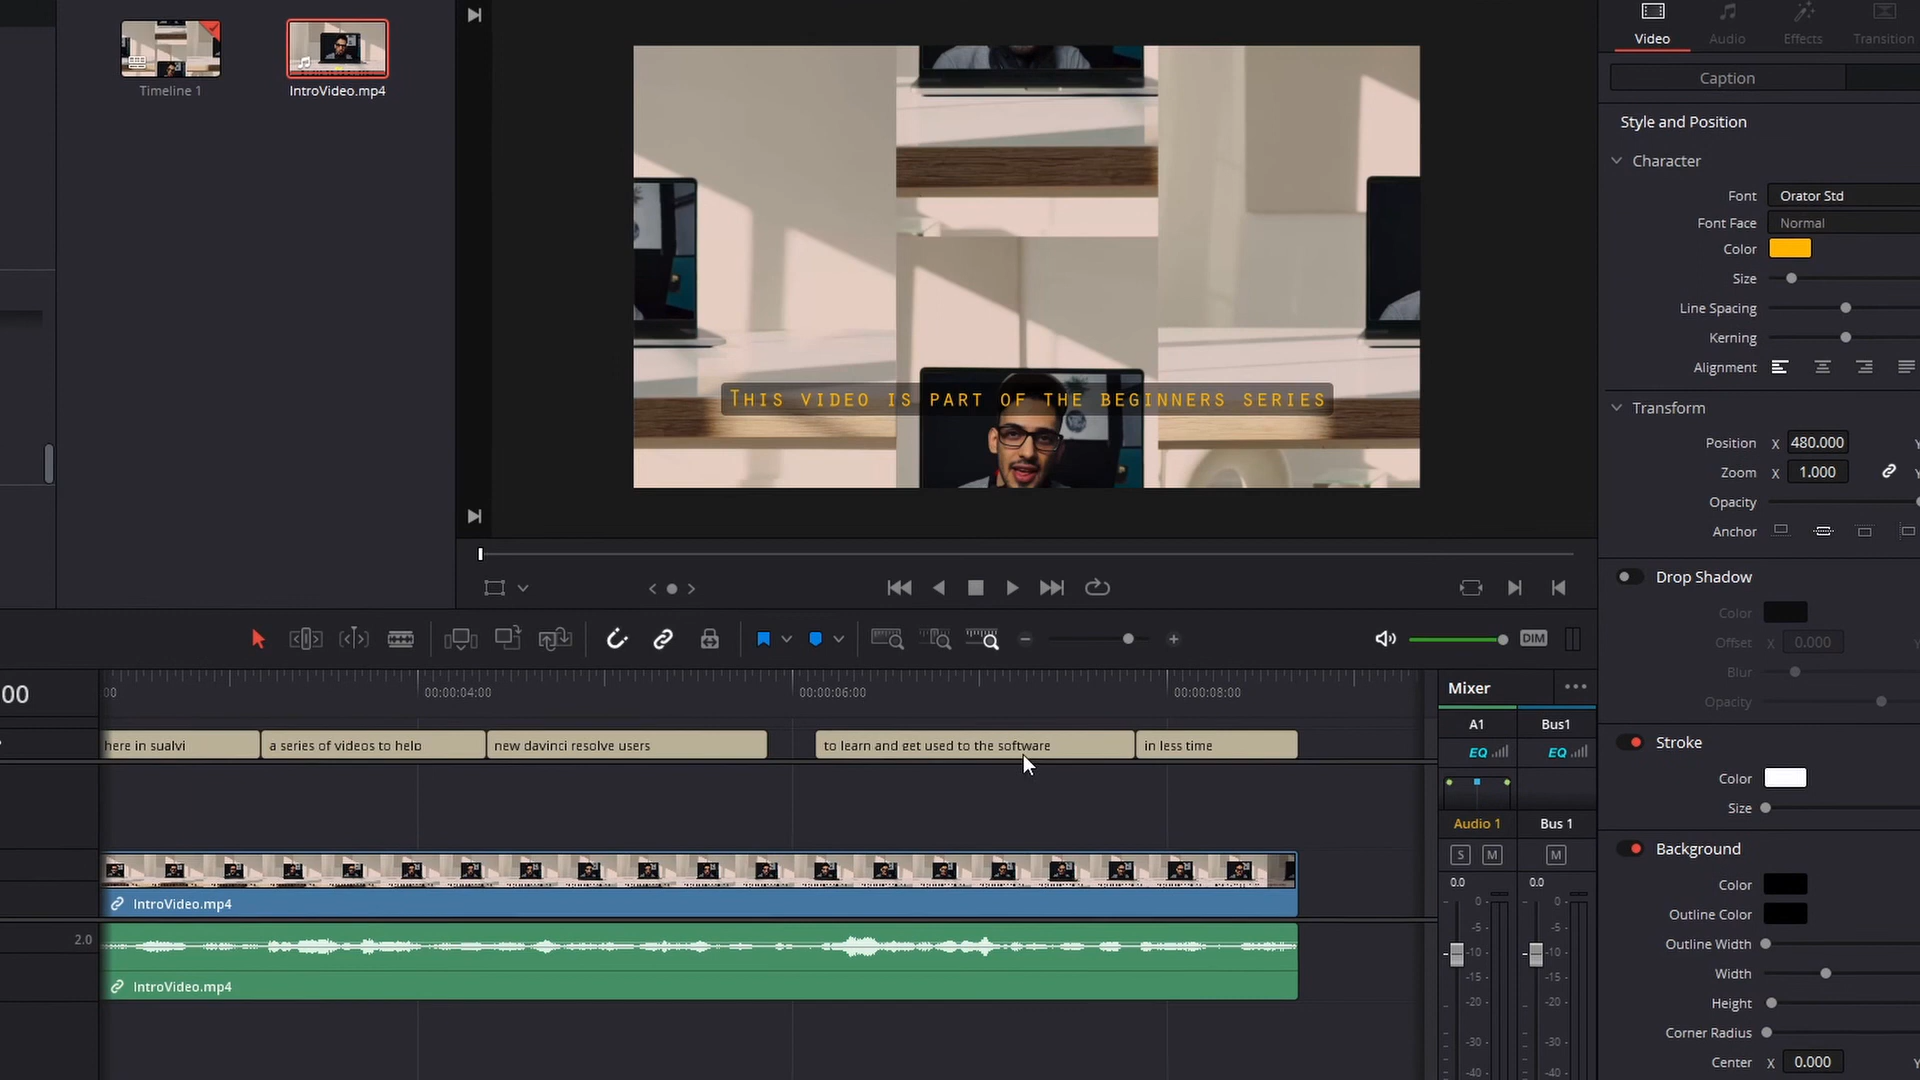 Timeline 1
IntroVideo.mp4
THIS VIDEO IS PART OF THE BEGINNERS SERIES
Video
Audio
Effects
Transition
Caption
Style and Position
Character
Font
Orator Std
Font Face
Normal
Color
Size
Line Spacing
Kerning
Alignment
Transform
Position
X
480.000
Zoom
X
1.000
Opacity
Anchor
Drop Shadow
Color
Offset
X
0.000
Blur
Opacity
Stroke
Color
Size
Background
Color
Outline Color
Outline Width
Width
Height
Corner Radius
Center
X
0.000
DIM
00
00
00:00:04:00
00:00:06:00
00:00:08:00
here in sualvi
a series of videos to help
new davinci resolve users
to learn and get used to the software
in less time
IntroVideo.mp4
2.0
IntroVideo.mp4
Mixer
A1
Bus1
EQ
EQ
Audio 1
Bus 1
S
M
M
0.0
0.0
0-
0-
-5-
-5-
-10-
-10-
-15-
-15-
-20-
-20-
-30-
-30-
-40-
-40-